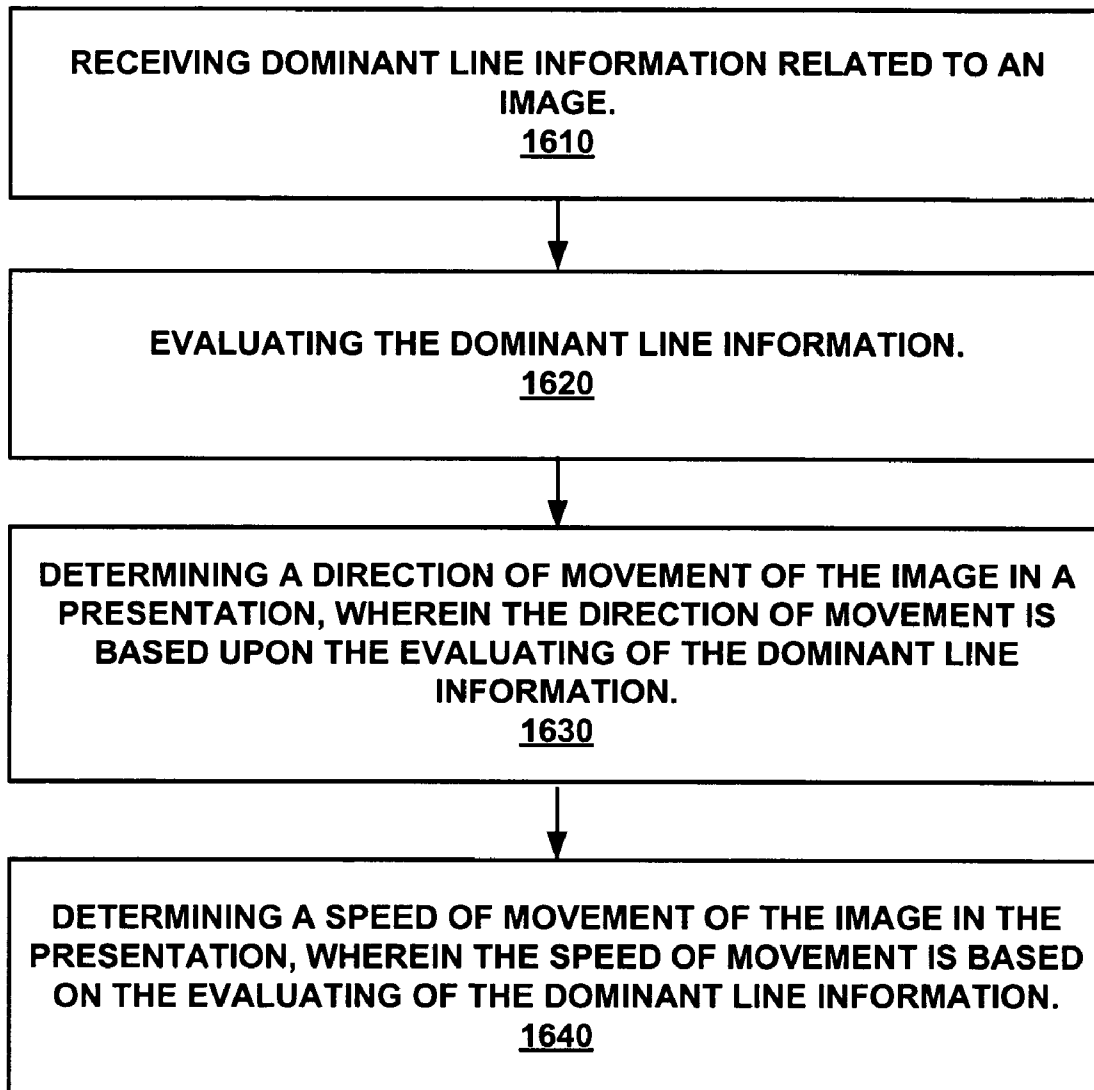 RECEIVING DOMINANT LINE INFORMATION RELATED TO AN
IMAGE.
1610
EVALUATING THE DOMINANT LINE INFORMATION.
1620
DETERMINING A DIRECTION OF MOVEMENT OF THE IMAGE IN A
PRESENTATION, WHEREIN THE DIRECTION OF MOVEMENT IS
BASED UPON THE EVALUATING OF THE DOMINANT LINE
INFORMATION.
1630
DETERMINING A SPEED OF MOVEMENT OF THE IMAGE IN THE
PRESENTATION, WHEREIN THE SPEED OF MOVEMENT IS BASED
ON THE EVALUATING OF THE DOMINANT LINE INFORMATION.
1640